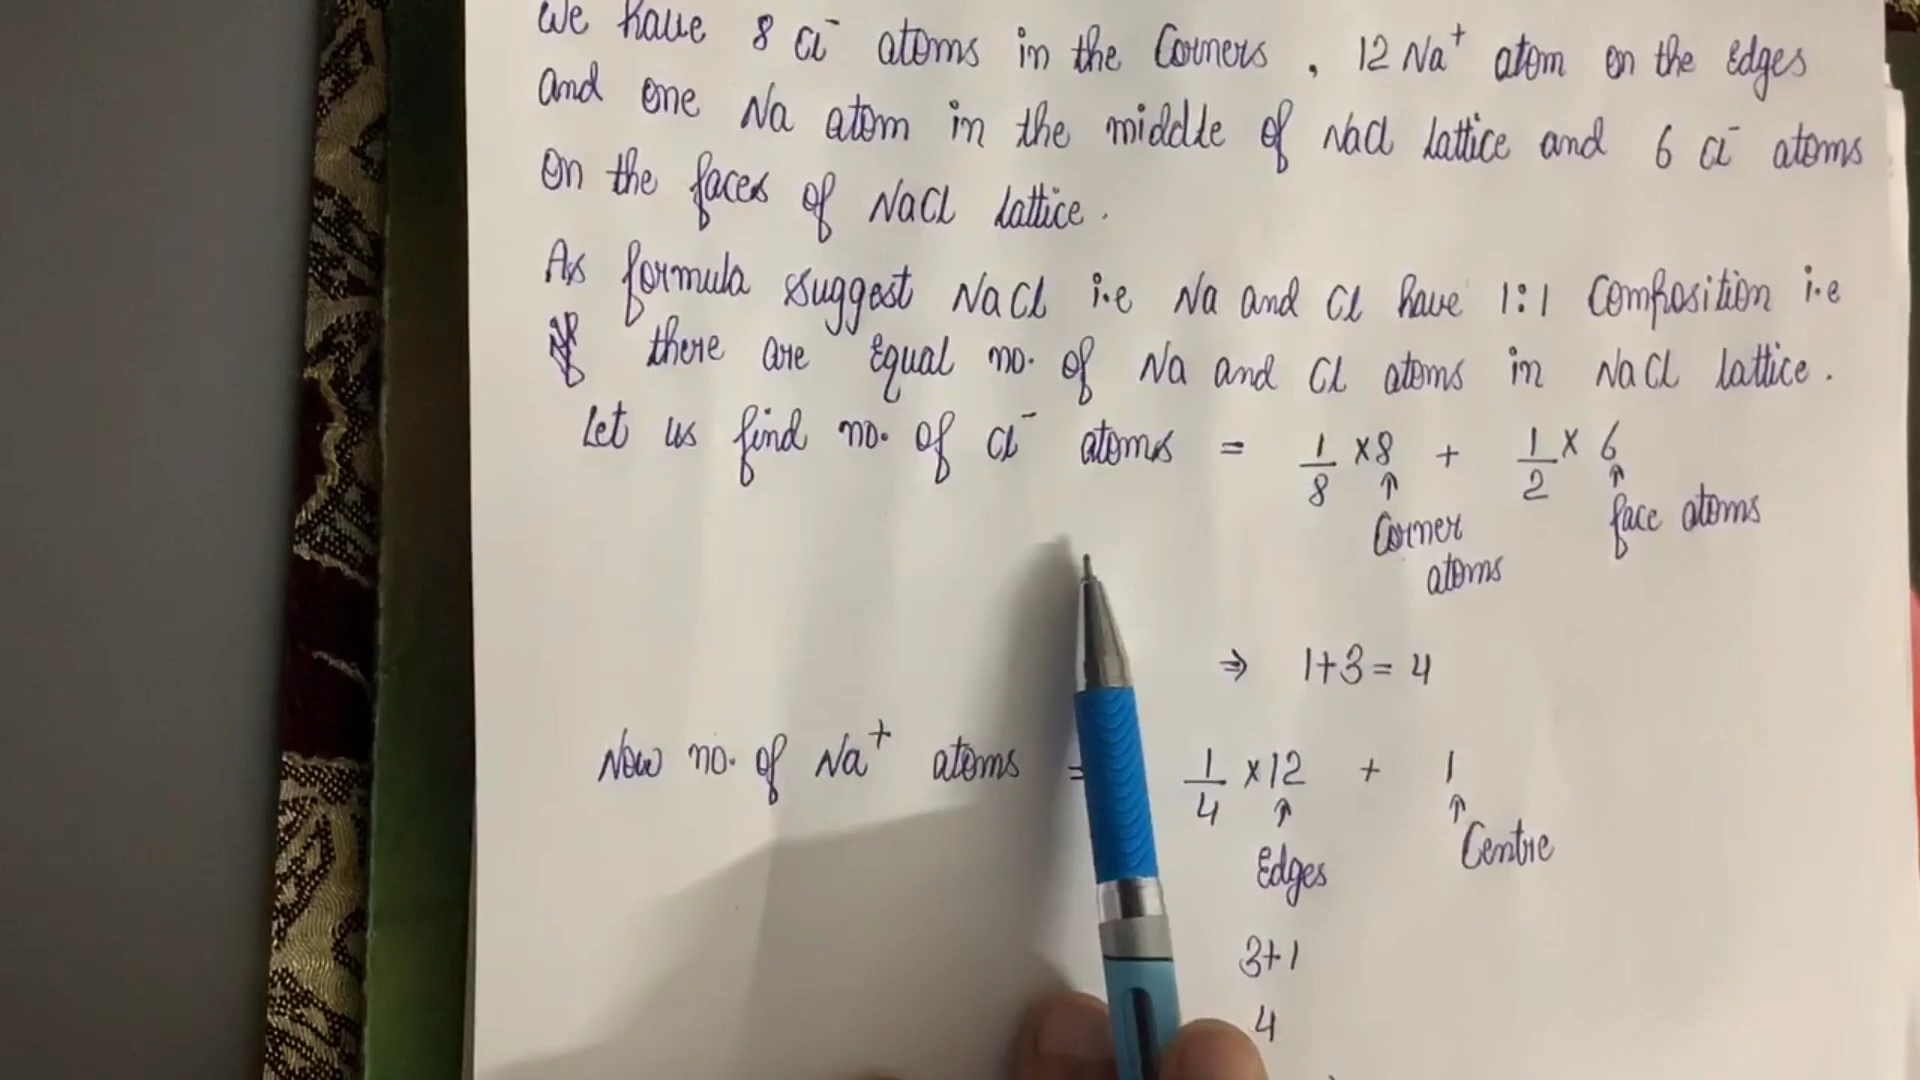 We have 8 Cl⁻ atoms in the Corners , 12 Na⁺ atom on the edges
and one Na atom in the middle of NaCl lattice and 6 Cl⁻ atoms
on the faces of NaCl lattice .
As formula suggest NaCl i.e Na and Cl have 1:1 Composition i.e
there are equal no. of Na and Cl atoms in NaCl lattice .
Let us find no. of Cl⁻ atoms = 1/8 ×8 + 1/2 × 6
↑ ↑
Corner atoms face atoms
⇒ 1+3 = 4
Now no. of Na⁺ atoms = 1/4 ×12 + 1
↑ ↑
Edges Centre
3+1
4